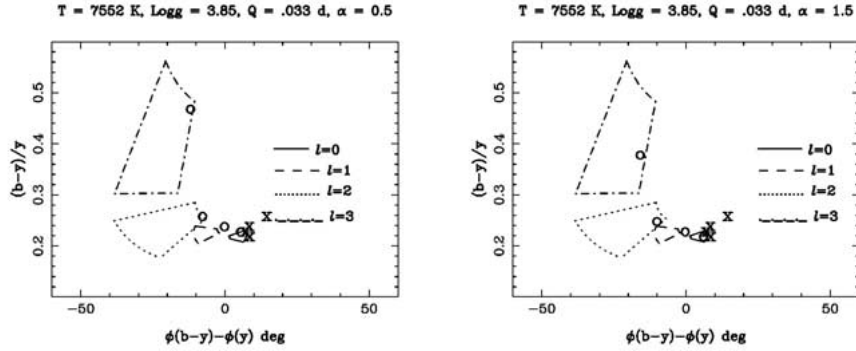 T = 7552 K, Logg = 3.85, Q = .033 d, α = 0.5
(b-y)/y
0.5
0.4
0.3
0.2
l=0
l=1
l=2
l=3
X
X
X
-50
0
50
ϕ(b-y)-ϕ(y) deg
T = 7552 K, Logg = 3.85, Q = .033 d, α = 1.5
(b-y)/y
0.5
0.4
0.3
0.2
l=0
l=1
l=2
l=3
X
X
X
-50
0
50
ϕ(b-y)-ϕ(y) deg